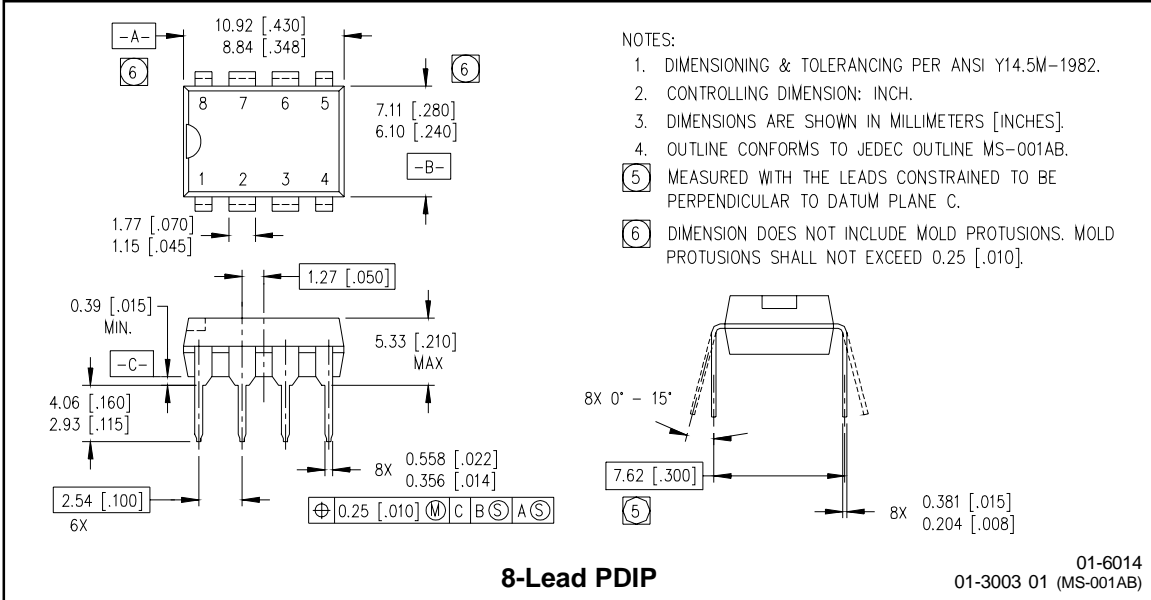 -A-
10.92 [.430]
8.84 [.348]
6
6
8 7 6 5
7.11 [.280]
6.10 [.240]
-B-
1 2 3 4
1.77 [.070]
1.15 [.045]
1.27 [.050]
0.39 [.015]
MIN.
5.33 [.210]
MAX
-C-
4.06 [.160]
2.93 [.115]
8X 0.558 [.022]
0.356 [.014]
2.54 [.100]
6X
⌖ 0.25 [.010] Ⓜ C B Ⓢ A Ⓢ
NOTES:
1. DIMENSIONING & TOLERANCING PER ANSI Y14.5M-1982.
2. CONTROLLING DIMENSION: INCH.
3. DIMENSIONS ARE SHOWN IN MILLIMETERS [INCHES].
4. OUTLINE CONFORMS TO JEDEC OUTLINE MS-001AB.
5 MEASURED WITH THE LEADS CONSTRAINED TO BE
PERPENDICULAR TO DATUM PLANE C.
6 DIMENSION DOES NOT INCLUDE MOLD PROTUSIONS. MOLD
PROTUSIONS SHALL NOT EXCEED 0.25 [.010].
8X 0° - 15°
7.62 [.300]
5
8X 0.381 [.015]
0.204 [.008]
8-Lead PDIP
01-6014
01-3003 01 (MS-001AB)